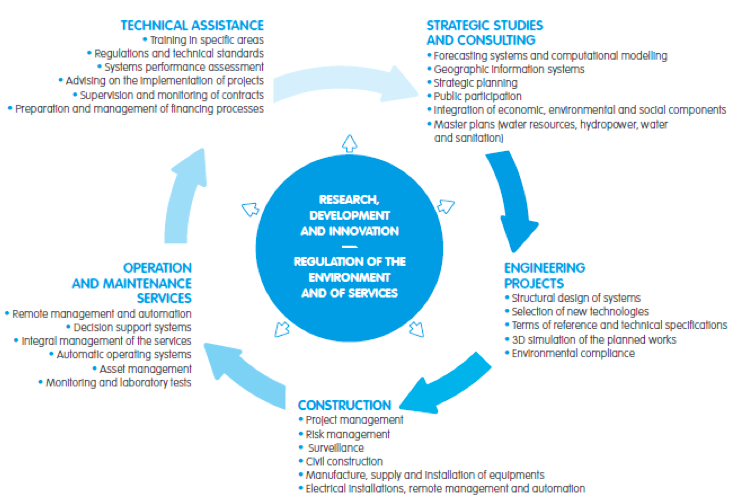 TECHNICAL ASSISTANCE
• Training in specific areas
• Regulations and technical standards
• Systems performance assessment
• Advising on the implementation of projects
• Supervision and monitoring of contracts
• Preparation and management of financing processes
STRATEGIC STUDIES
AND CONSULTING
• Forecasting systems and computational modelling
• Geographic information systems
• Strategic planning
• Public participation
• Integration of economic, environmental and social components
• Master plans (water resources, hydropower, water
and sanitation)
RESEARCH,
DEVELOPMENT
AND INNOVATION
—
REGULATION OF THE
ENVIRONMENT
AND OF SERVICES
ENGINEERING
PROJECTS
• Structural design of systems
• Selection of new technologies
• Terms of reference and technical specifications
• 3D simulation of the planned works
• Environmental compliance
CONSTRUCTION
• Project management
• Risk management
• Surveillance
• Civil construction
• Manufacture, supply and installation of equipments
• Electrical installations, remote management and automation
OPERATION
AND MAINTENANCE
SERVICES
• Remote management and automation
• Decision support systems
• Integral management of the services
• Automatic operating systems
• Asset management
• Monitoring and laboratory tests